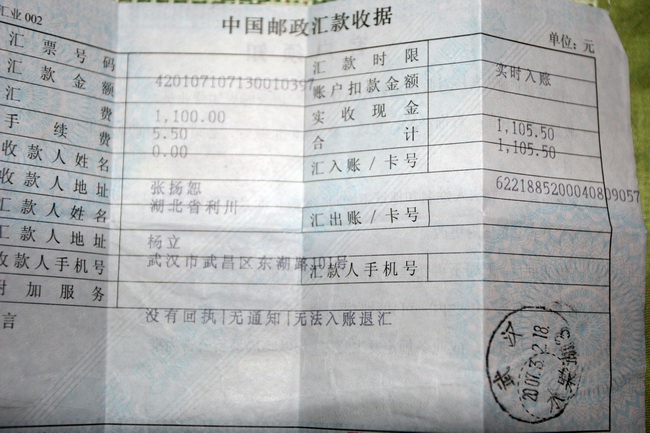 汇业 002
中国邮政汇款收据
单位：元
汇票号码 420107107130010397 汇款时限 实时入账
汇款金额 1,100.00 账户扣款金额
汇费 5.50 实收现金 1,105.50
手续费 0.00 合计 1,105.50
收款人姓名 张扬恕 汇入账/卡号 6221885200040809057
收款人地址 湖北省利川
汇款人姓名 杨立 汇出账/卡号
汇款人地址 武汉市武昌区东湖路101号
收款人手机号 汇款人手机号
附加服务 没有回执|无通知|无法入账退汇
言